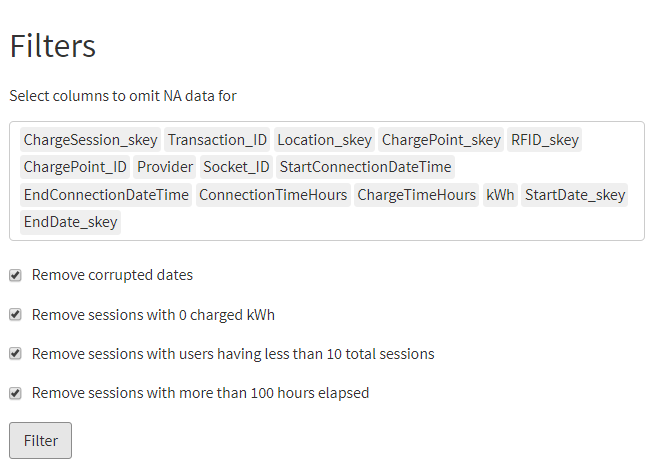 Filters
Select columns to omit NA data for
ChargeSession_skey Transaction_ID Location_skey ChargePoint_skey RFID_skey
ChargePoint_ID Provider Socket_ID StartConnectionDateTime
EndConnectionDateTime ConnectionTimeHours ChargeTimeHours kWh StartDate_skey
EndDate_skey
Remove corrupted dates
Remove sessions with 0 charged kWh
Remove sessions with users having less than 10 total sessions
Remove sessions with more than 100 hours elapsed
Filter